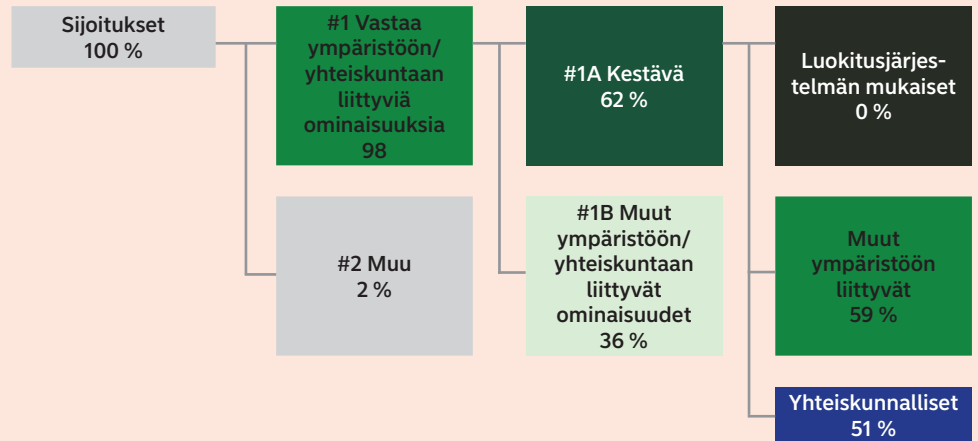 Sijoitukset
100 %
#1 Vastaa
ympäristöön/
yhteiskuntaan
liittyviä
ominaisuuksia
98
#2 Muu
2 %
#1A Kestävä
62 %
#1B Muut
ympäristöön/
yhteiskuntaan
liittyvät
ominaisuudet
36 %
Luokitusjärjes-
telmän mukaiset
0 %
Muut
ympäristöön
liittyvät
59 %
Yhteiskunnalliset
51 %